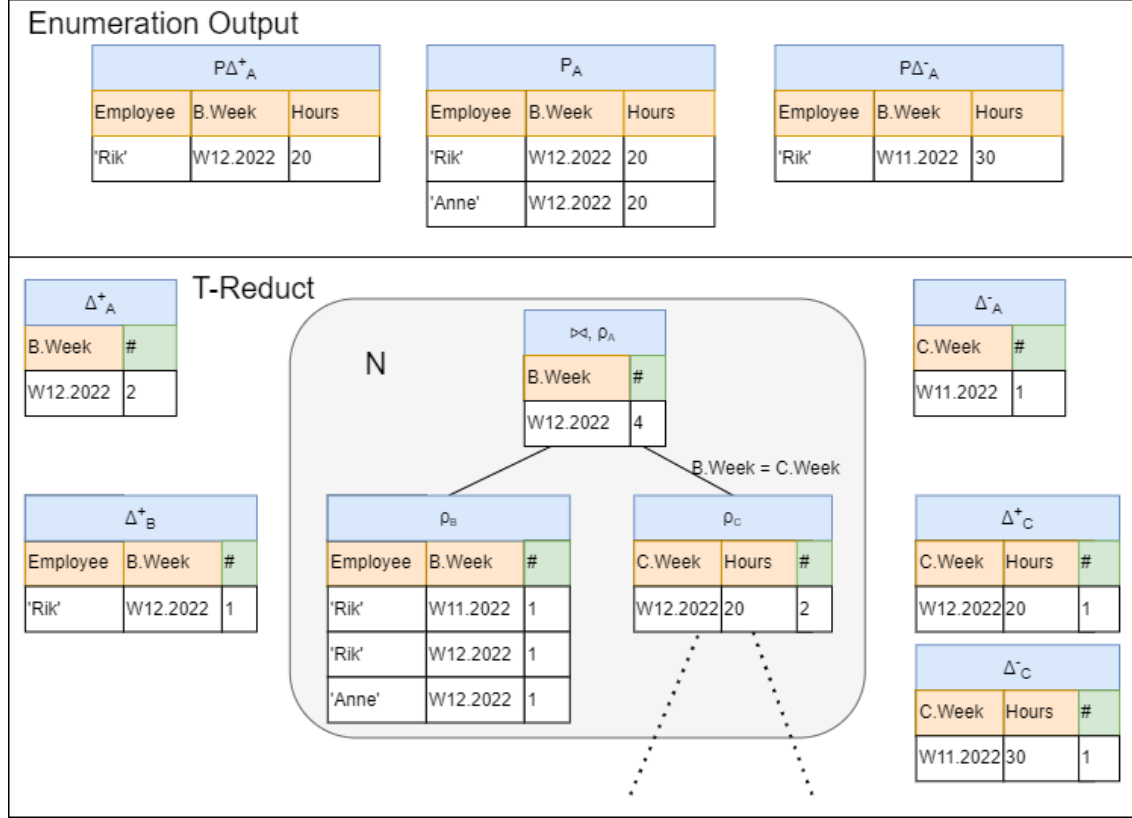 Enumeration Output
PΔ⁺A
Employee B.Week Hours
'Rik' W12.2022 20
PA
Employee B.Week Hours
'Rik' W12.2022 20
'Anne' W12.2022 20
PΔ⁻A
Employee B.Week Hours
'Rik' W11.2022 30
T-Reduct
Δ⁺A
B.Week #
W12.2022 2
N
⋈, ρA
B.Week #
W12.2022 4
B.Week = C.Week
Δ⁻A
C.Week #
W11.2022 1
Δ⁺B
Employee B.Week #
'Rik' W12.2022 1
ρB
Employee B.Week #
'Rik' W11.2022 1
'Rik' W12.2022 1
'Anne' W12.2022 1
ρC
C.Week Hours #
W12.2022 20 2
Δ⁺C
C.Week Hours #
W12.2022 20 1
Δ⁻C
C.Week Hours #
W11.2022 30 1